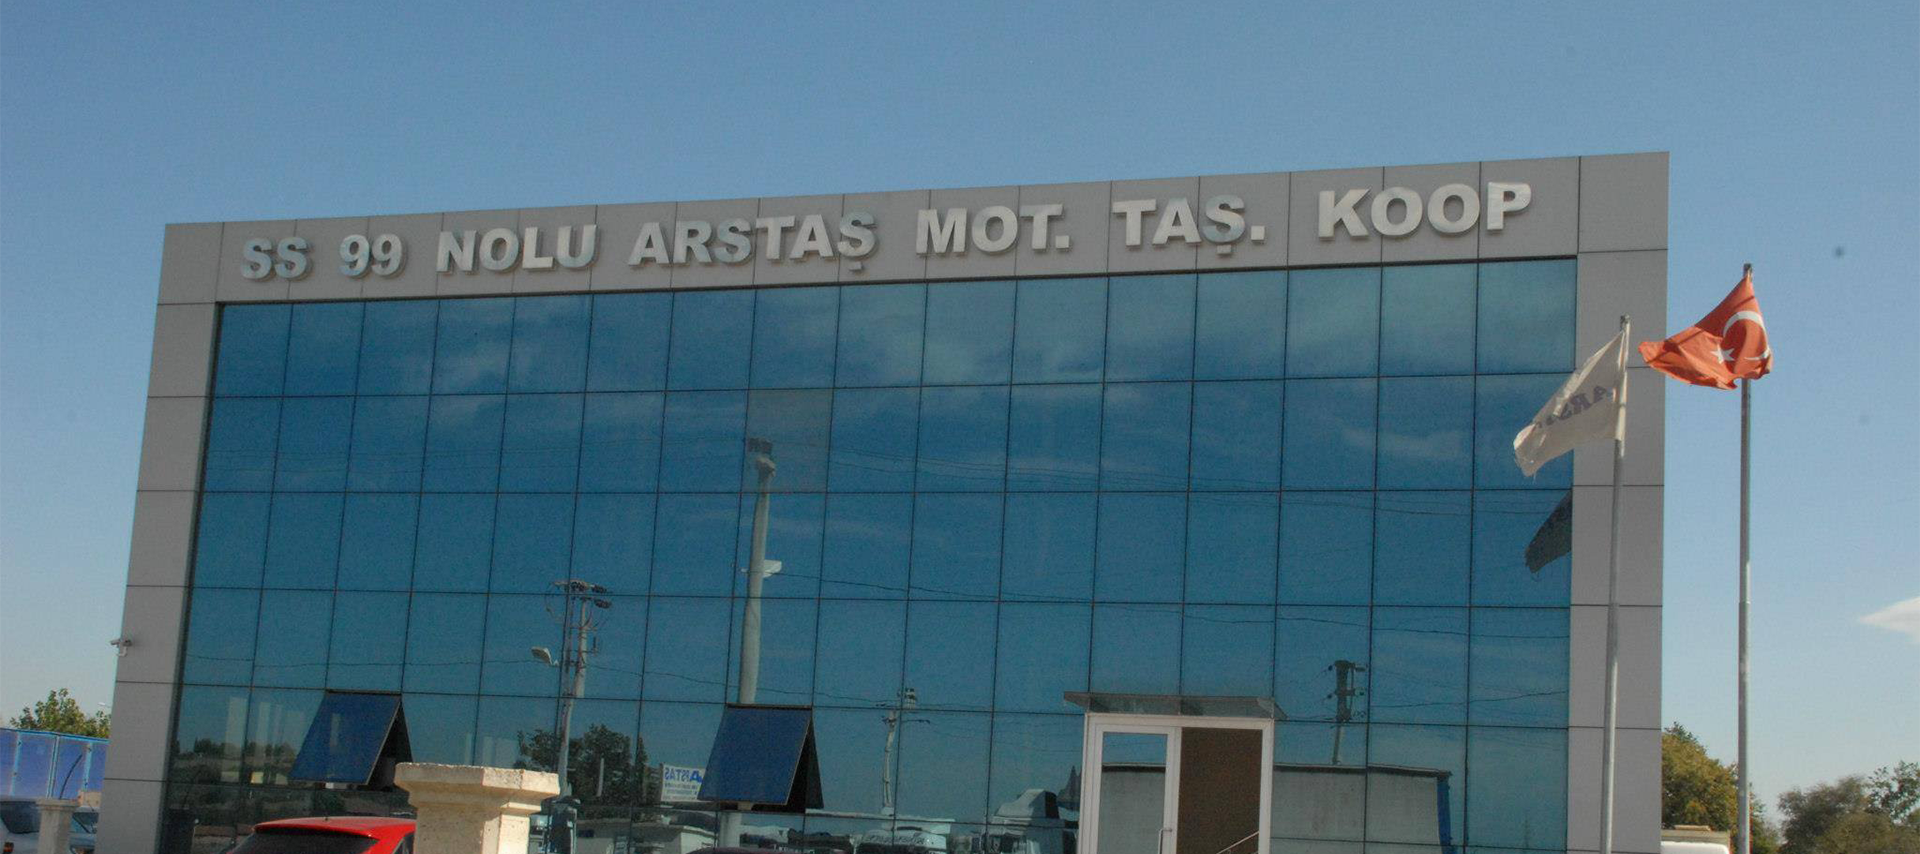 SS 99 NOLU ARSTAŞ MOT. TAŞ. KOOP